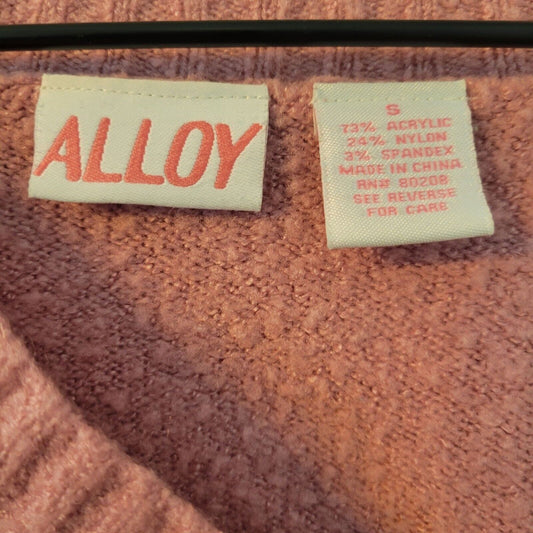 ALLOY
S
73% ACRYLIC
24% NYLON
3% SPANDEX
MADE IN CHINA
RN# 80208
SEE REVERSE
FOR CARE